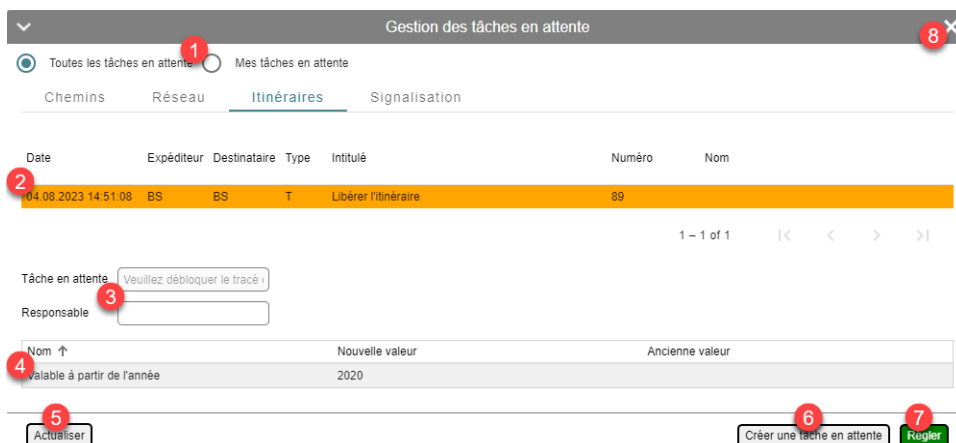 Gestion des tâches en attente
8
1
Toutes les tâches en attente Mes tâches en attente
Chemins Réseau Itinéraires Signalisation
Date Expéditeur Destinataire Type Intitulé Numéro Nom
2
04.08.2023 14:51:08 BS BS T Libérer l'itinéraire 89
1 – 1 of 1
Tâche en attente Veuillez débloquer le tracé
3
Responsable
Nom Nouvelle valeur Ancienne valeur
4
Valable à partir de l'année 2020
5 6 7
Actualiser Créer une tâche en attente Régler